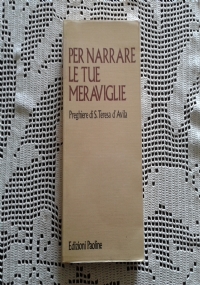 PER NARRARE
LE TUE
MERAVIGLIE
Preghiere di S. Teresa d'Avila
Edizioni Paoline